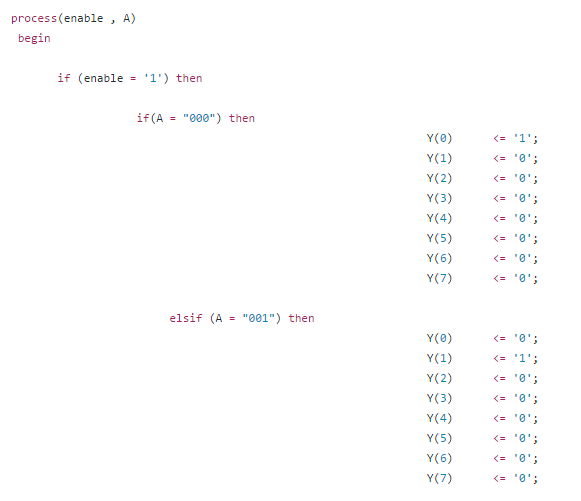 process(enable , A)
begin
if (enable = '1') then
if(A = "000") then
Y(0) <= '1';
Y(1) <= '0';
Y(2) <= '0';
Y(3) <= '0';
Y(4) <= '0';
Y(5) <= '0';
Y(6) <= '0';
Y(7) <= '0';
elsif (A = "001") then
Y(0) <= '0';
Y(1) <= '1';
Y(2) <= '0';
Y(3) <= '0';
Y(4) <= '0';
Y(5) <= '0';
Y(6) <= '0';
Y(7) <= '0';